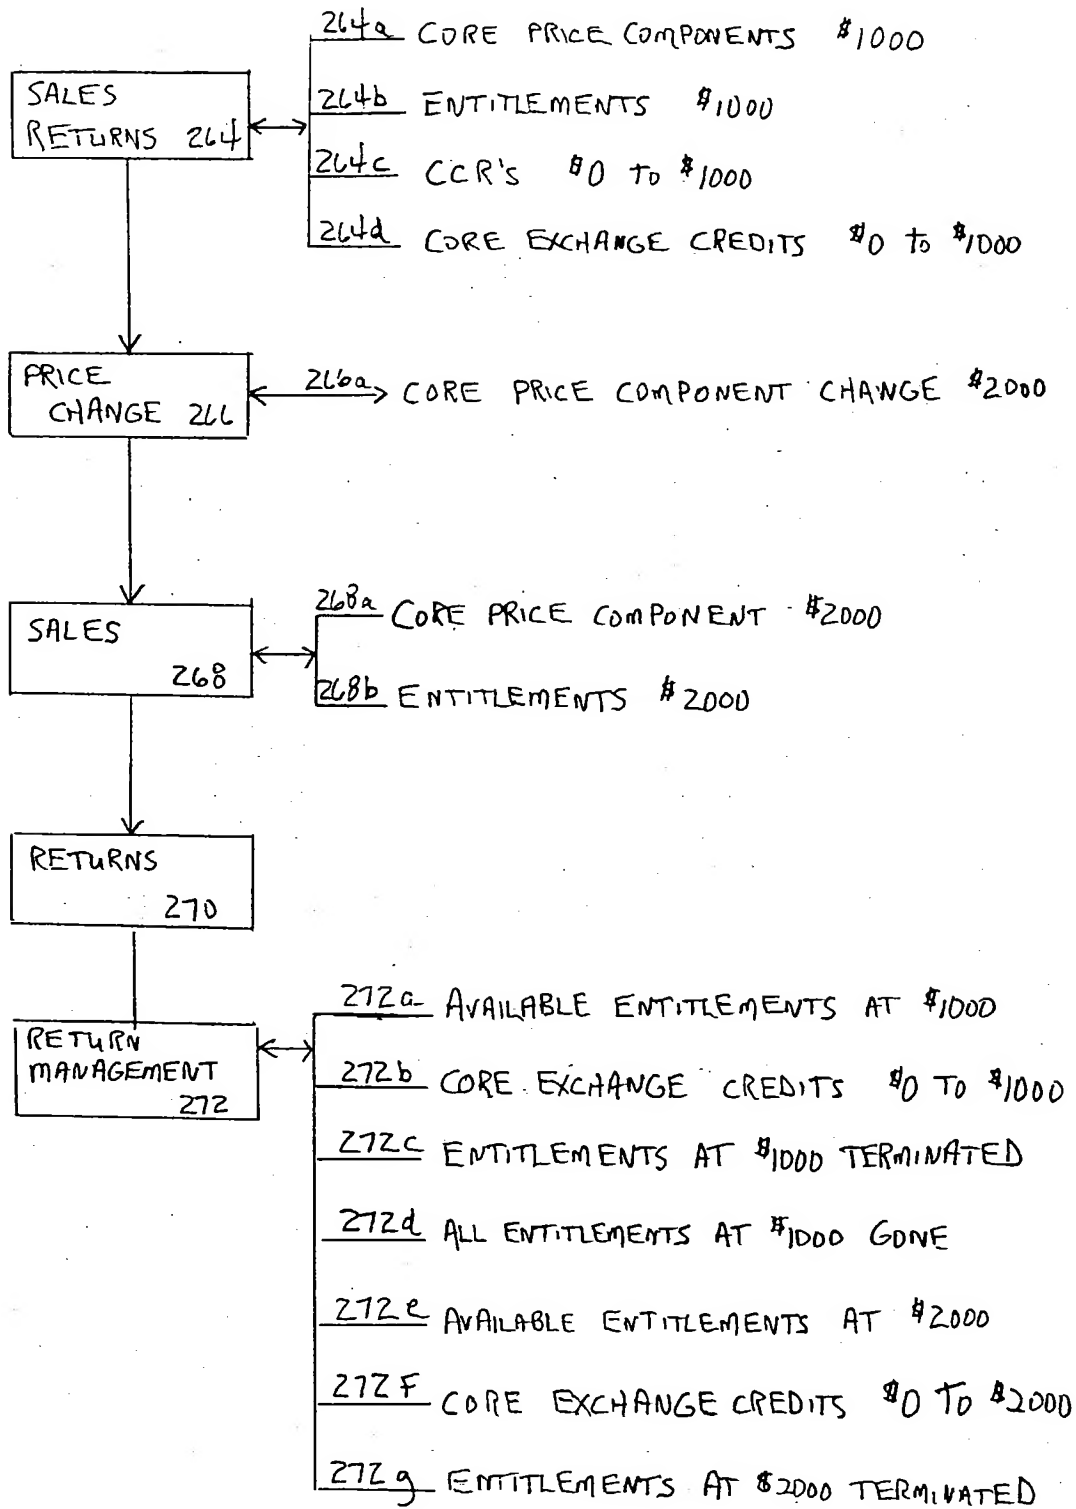 264a CORE PRICE COMPONENTS $1000
SALES
RETURNS 264
264b ENTITLEMENTS $1000
264c CCR'S $0 TO $1000
264d CORE EXCHANGE CREDITS $0 TO $1000
PRICE
CHANGE 266
266a CORE PRICE COMPONENT CHANGE $2000
SALES
268
268a CORE PRICE COMPONENT $2000
268b ENTITLEMENTS $2000
RETURNS
270
RETURN
MANAGEMENT
272
272a AVAILABLE ENTITLEMENTS AT $1000
272b CORE EXCHANGE CREDITS $0 TO $1000
272c ENTITLEMENTS AT $1000 TERMINATED
272d ALL ENTITLEMENTS AT $1000 GONE
272e AVAILABLE ENTITLEMENTS AT $2000
272F CORE EXCHANGE CREDITS $0 TO $2000
272g ENTITLEMENTS AT $2000 TERMINATED